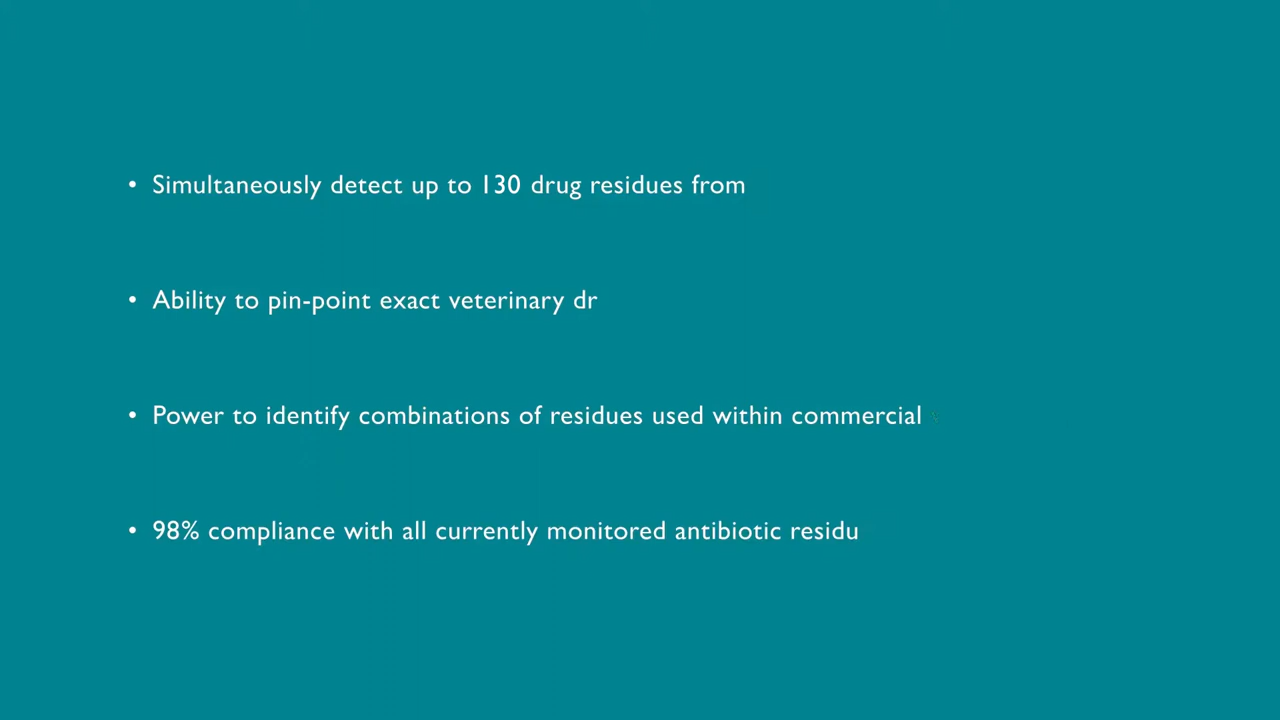 • Simultaneously detect up to 130 drug residues from
• Ability to pin-point exact veterinary dr
• Power to identify combinations of residues used within commercial
• 98% compliance with all currently monitored antibiotic residu